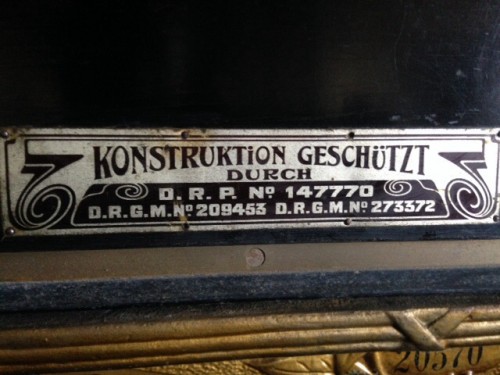 KONSTRUKTiON GESCHÜTZT
DURCH
D. R. P. Nº 147770
D.R.G.M. Nº 209453 D.R.G.M. Nº 273372
20570